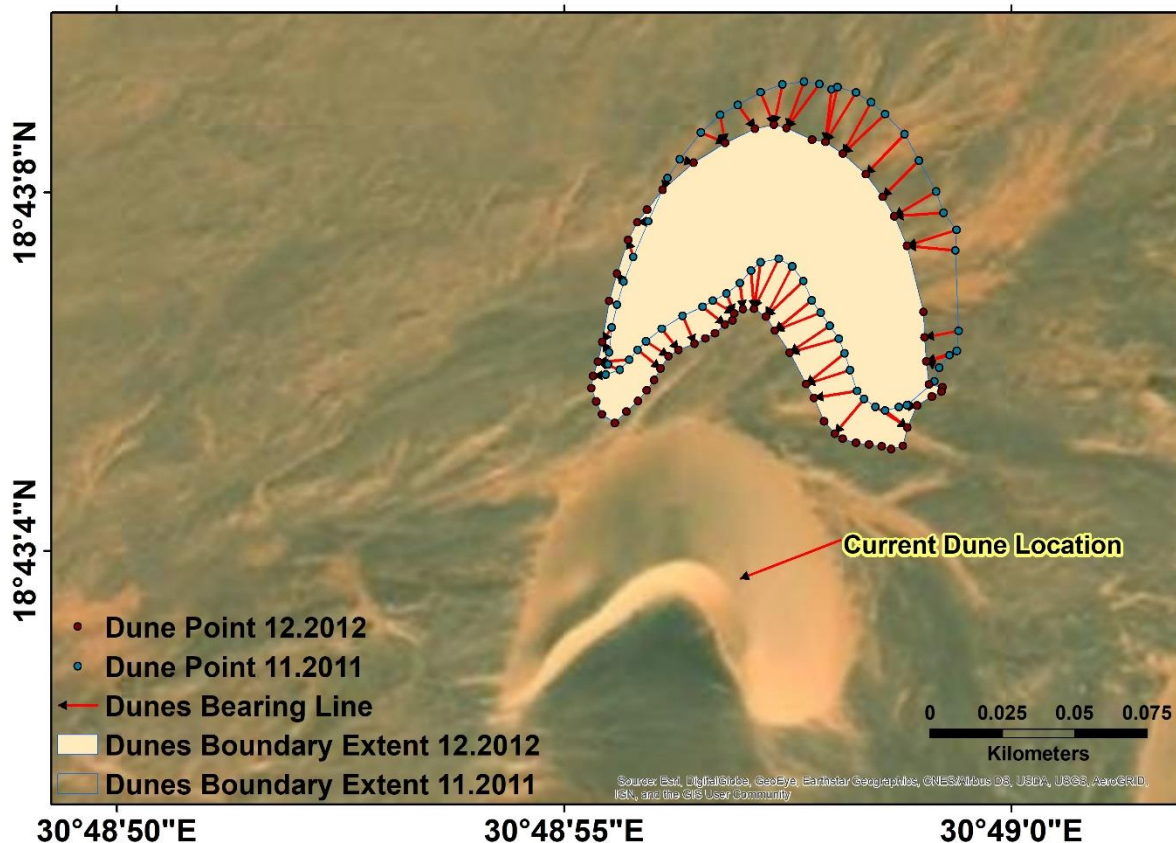 18°43'8"N
18°43'4"N
Current Dune Location
Dune Point 12.2012
Dune Point 11.2011
Dunes Bearing Line
Dunes Boundary Extent 12.2012
Dunes Boundary Extent 11.2011
0 0.025 0.05 0.075
Kilometers
Source: Esri, DigitalGlobe, GeoEye, Earthstar Geographics, CNES/Airbus DS, USDA, USGS, AeroGRID,
IGN, and the GIS User Community
30°48'50"E 30°48'55"E 30°49'0"E